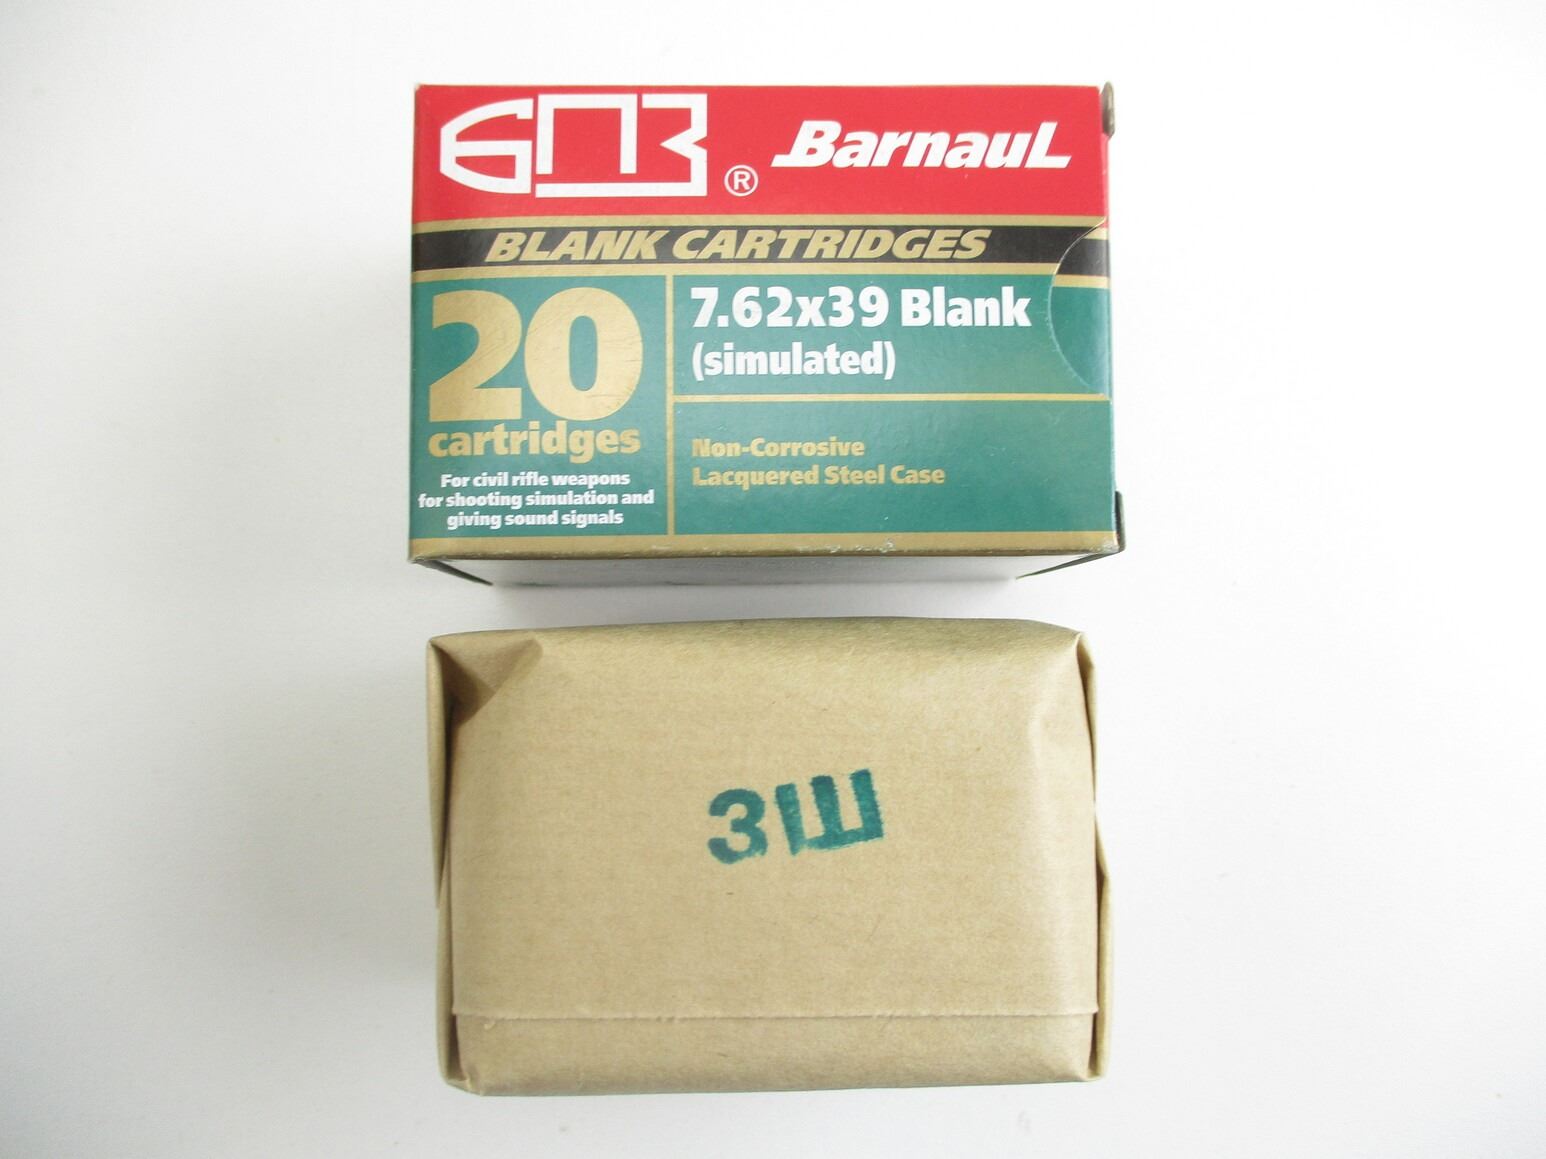 БПЗ ® BarnauL
BLANK CARTRIDGES
20
cartridges
For civil rifle weapons
for shooting simulation and
giving sound signals
7.62x39 Blank
(simulated)
Non-Corrosive
Lacquered Steel Case
ЗШ